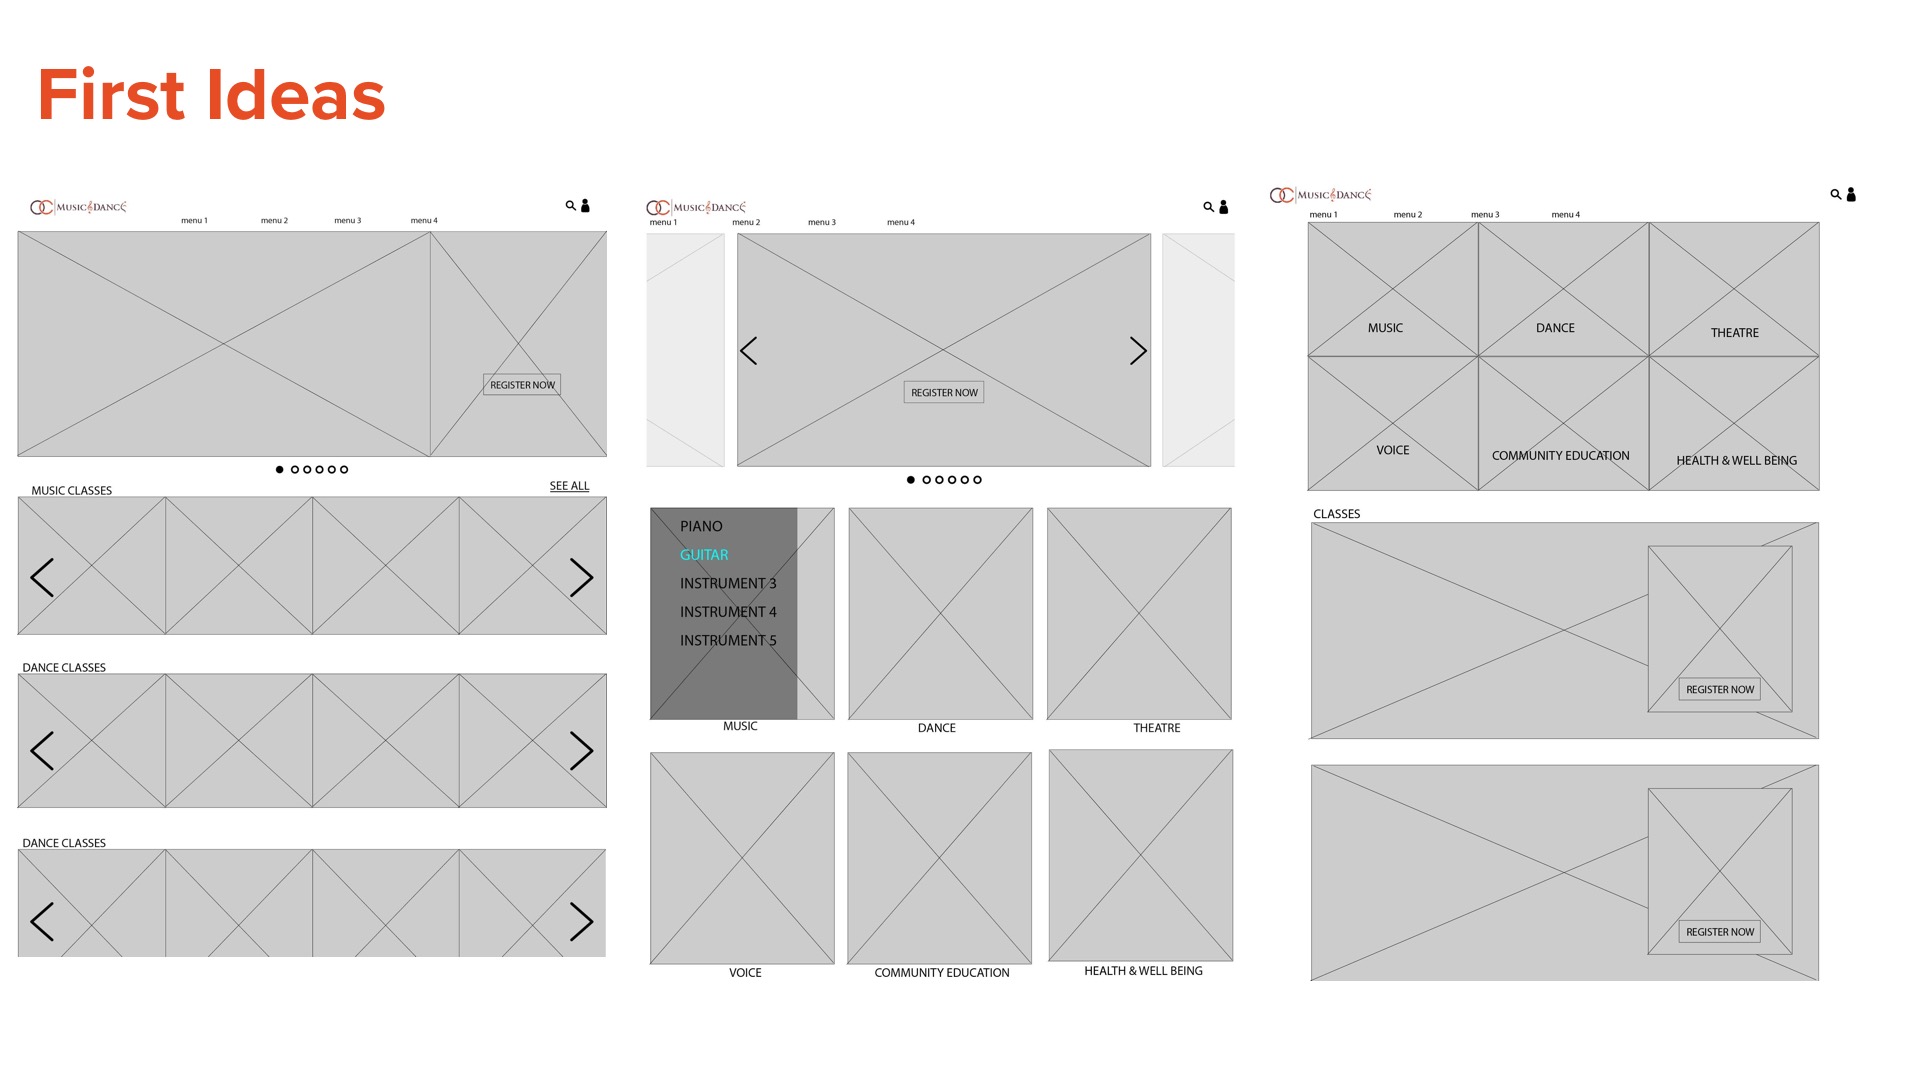 First Ideas
OC MUSIC & DANCE
menu 1 menu 2 menu 3 menu 4
REGISTER NOW
MUSIC CLASSES SEE ALL
DANCE CLASSES
DANCE CLASSES
OC MUSIC & DANCE
menu 1 menu 2 menu 3 menu 4
REGISTER NOW
PIANO
GUITAR
INSTRUMENT 3
INSTRUMENT 4
INSTRUMENT 5
MUSIC DANCE THEATRE
VOICE COMMUNITY EDUCATION HEALTH & WELL BEING
OC MUSIC & DANCE
menu 1 menu 2 menu 3 menu 4
MUSIC DANCE THEATRE
VOICE COMMUNITY EDUCATION HEALTH & WELL BEING
CLASSES
REGISTER NOW
REGISTER NOW